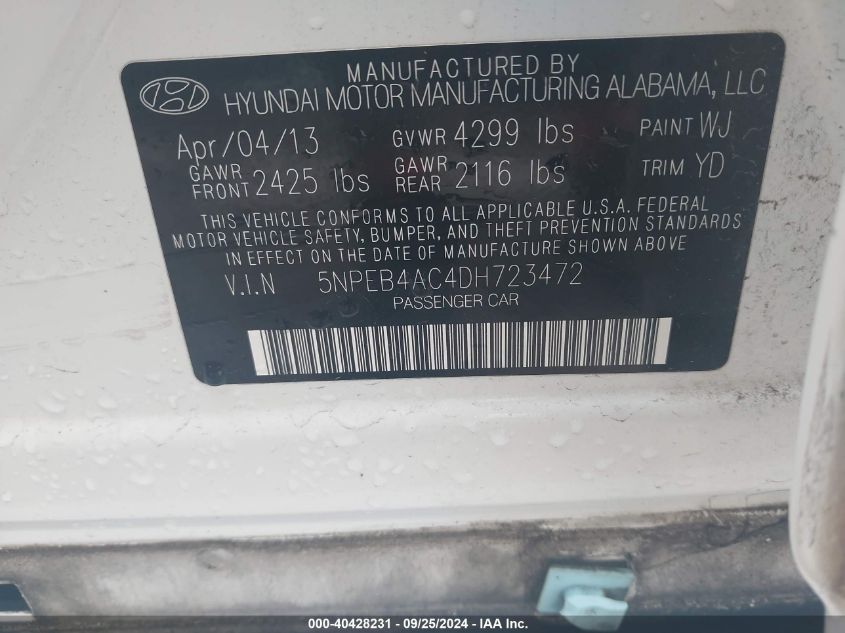 MANUFACTURED BY
HYUNDAI MOTOR MANUFACTURING ALABAMA, LLC
Apr/04/13 GVWR 4299 lbs PAINT WJ
GAWR FRONT 2425 lbs GAWR REAR 2116 lbs TRIM YD
THIS VEHICLE CONFORMS TO ALL APPLICABLE U.S.A. FEDERAL
MOTOR VEHICLE SAFETY, BUMPER, AND THEFT PREVENTION STANDARDS
IN EFFECT ON THE DATE OF MANUFACTURE SHOWN ABOVE
V.I.N 5NPEB4AC4DH723472
PASSENGER CAR
000-40428231 - 09/25/2024 - IAA Inc.